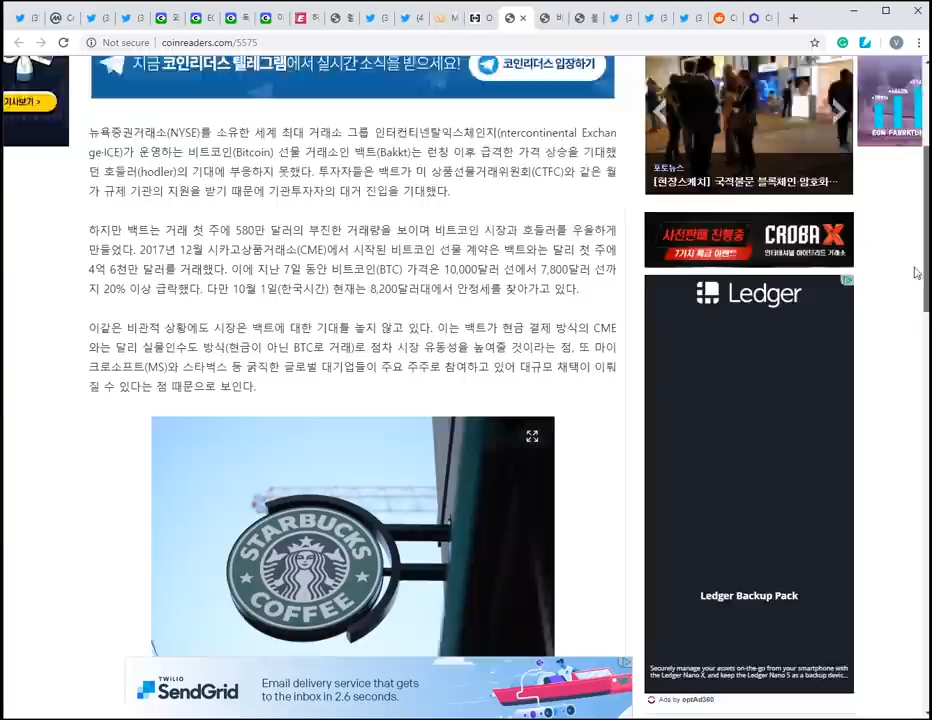 Not secure
coinreaders.com/5575
지금 코인리더스 텔레그램에서 실시간 소식을 받으세요!
코인리더스 입장하기
기사보기 >
뉴욕증권거래소(NYSE)를 소유한 세계 최대 거래소 그룹 인터컨티넨탈익스체인지(ntercontinental Exchan
ge·ICE)가 운영하는 비트코인(Bitcoin) 선물 거래소인 백트(Bakkt)는 런칭 이후 급격한 가격 상승을 기대했
던 호들러(hodler)의 기대에 부응하지 못했다. 투자자들은 백트가 미 상품선물거래위원회(CTFC)와 같은 월
가 규제 기관의 지원을 받기 때문에 기관투자자의 대거 진입을 기대했다.
하지만 백트는 거래 첫 주에 580만 달러의 부진한 거래량을 보이며 비트코인 시장과 호들러를 우울하게
만들었다. 2017년 12월 시카고상품거래소(CME)에서 시작된 비트코인 선물 계약은 백트와는 달리 첫 주에
4억 6천만 달러를 거래했다. 이에 지난 7일 동안 비트코인(BTC) 가격은 10,000달러 선에서 7,800달러 선까
지 20% 이상 급락했다. 다만 10월 1일(한국시간) 현재는 8,200달러대에서 안정세를 찾아가고 있다.
이같은 비관적 상황에도 시장은 백트에 대한 기대를 놓지 않고 있다. 이는 백트가 현금 결제 방식의 CME
와는 달리 실물인수도 방식(현금이 아닌 BTC로 거래)로 점차 시장 유동성을 높여줄 것이라는 점, 또 마이
크로소프트(MS)와 스타벅스 등 굵직한 글로벌 대기업들이 주요 주주로 참여하고 있어 대규모 채택이 이뤄
질 수 있다는 점 때문으로 보인다.
STARBUCKS
COFFEE
포토뉴스
[현장스케치] 국적불문 블록체인·암호화…
사전판매 진행중
7가지 특급 이벤트
CROBA X
인터내셔널 하이브리드 거래소
Ledger
Ledger Backup Pack
Securely manage your assets on-the-go from your smartphone with
the Ledger Nano X, and keep the Ledger Nano S as a backup devic...
Ads by optAd360
TWILIO
SendGrid
Email delivery service that gets
to the inbox in 2.6 seconds.